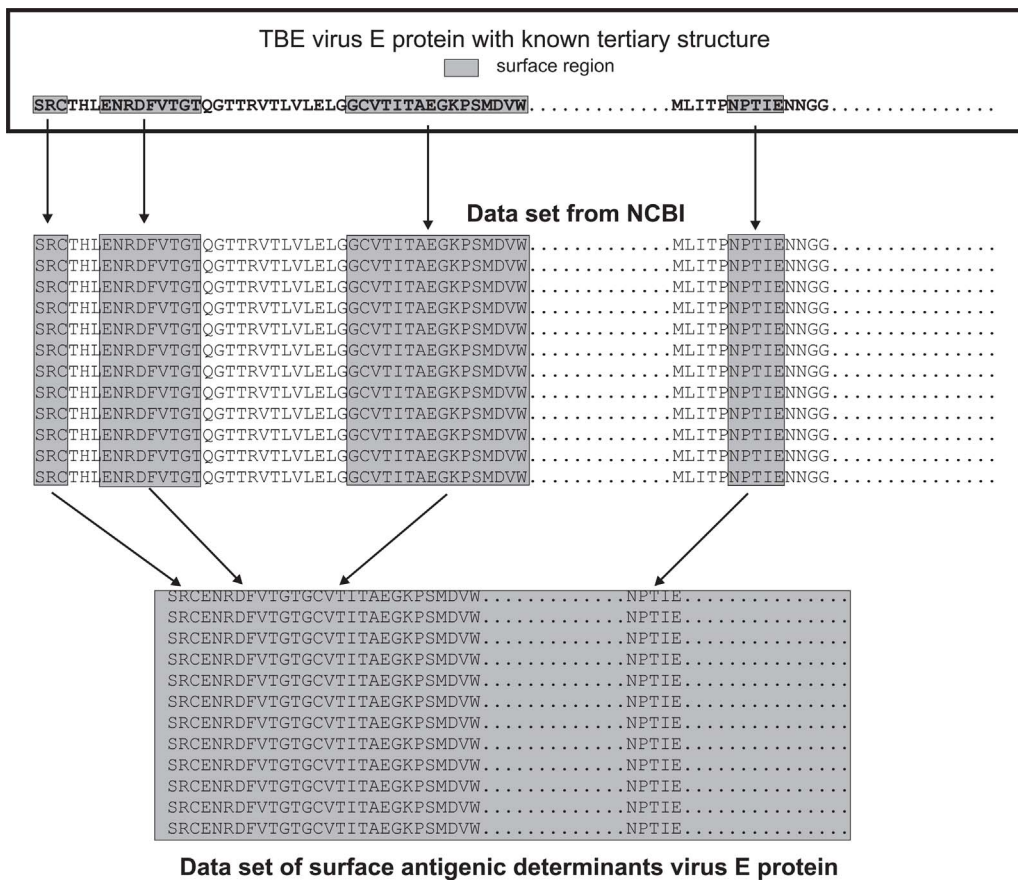 TBE virus E protein with known tertiary structure
surface region
SRCTHLENRDFVTGTQGTTRVTLVLELGGCVTITAEGKPSMDVW.............MLITPNPTIENNGG...............
Data set from NCBI
SRCTHLENRDFVTGTQGTTRVTLVLELGGCVTITAEGKPSMDVW.............MLITPNPTIENNGG...............
SRCTHLENRDFVTGTQGTTRVTLVLELGGCVTITAEGKPSMDVW.............MLITPNPTIENNGG...............
SRCTHLENRDFVTGTQGTTRVTLVLELGGCVTITAEGKPSMDVW.............MLITPNPTIENNGG...............
SRCTHLENRDFVTGTQGTTRVTLVLELGGCVTITAEGKPSMDVW.............MLITPNPTIENNGG...............
SRCTHLENRDFVTGTQGTTRVTLVLELGGCVTITAEGKPSMDVW.............MLITPNPTIENNGG...............
SRCTHLENRDFVTGTQGTTRVTLVLELGGCVTITAEGKPSMDVW.............MLITPNPTIENNGG...............
SRCTHLENRDFVTGTQGTTRVTLVLELGGCVTITAEGKPSMDVW.............MLITPNPTIENNGG...............
SRCTHLENRDFVTGTQGTTRVTLVLELGGCVTITAEGKPSMDVW.............MLITPNPTIENNGG...............
SRCTHLENRDFVTGTQGTTRVTLVLELGGCVTITAEGKPSMDVW.............MLITPNPTIENNGG...............
SRCTHLENRDFVTGTQGTTRVTLVLELGGCVTITAEGKPSMDVW.............MLITPNPTIENNGG...............
SRCTHLENRDFVTGTQGTTRVTLVLELGGCVTITAEGKPSMDVW.............MLITPNPTIENNGG...............
SRCTHLENRDFVTGTQGTTRVTLVLELGGCVTITAEGKPSMDVW.............MLITPNPTIENNGG...............
SRCENRDFVTGTGCVTITAEGKPSMDVW.............NPTIE...............
SRCENRDFVTGTGCVTITAEGKPSMDVW.............NPTIE...............
SRCENRDFVTGTGCVTITAEGKPSMDVW.............NPTIE...............
SRCENRDFVTGTGCVTITAEGKPSMDVW.............NPTIE...............
SRCENRDFVTGTGCVTITAEGKPSMDVW.............NPTIE...............
SRCENRDFVTGTGCVTITAEGKPSMDVW.............NPTIE...............
SRCENRDFVTGTGCVTITAEGKPSMDVW.............NPTIE...............
SRCENRDFVTGTGCVTITAEGKPSMDVW.............NPTIE...............
SRCENRDFVTGTGCVTITAEGKPSMDVW.............NPTIE...............
SRCENRDFVTGTGCVTITAEGKPSMDVW.............NPTIE...............
SRCENRDFVTGTGCVTITAEGKPSMDVW.............NPTIE...............
SRCENRDFVTGTGCVTITAEGKPSMDVW.............NPTIE...............
Data set of surface antigenic determinants virus E protein